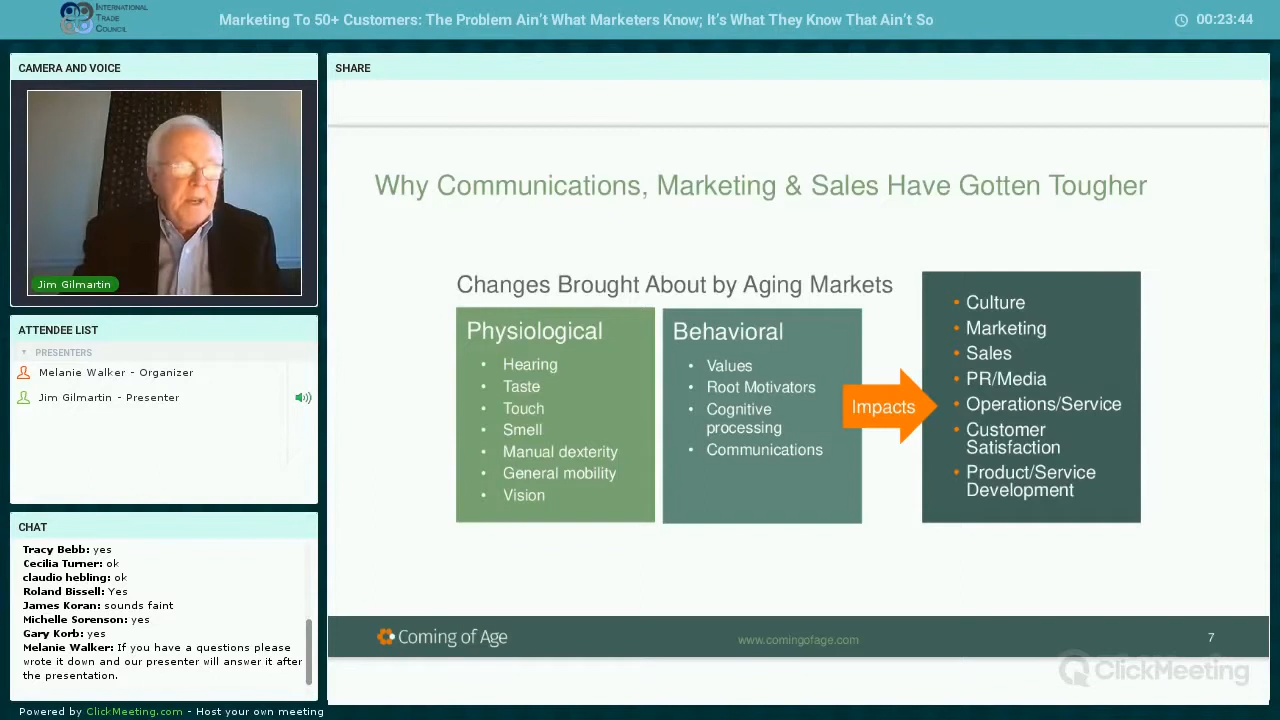 INTERNATIONAL
TRADE
COUNCIL
Marketing To 50+ Customers: The Problem Ain't What Marketers Know; It's What They Know That Ain't So
00:23:44
CAMERA AND VOICE
Jim Gilmartin
ATTENDEE LIST
PRESENTERS
Melanie Walker - Organizer
Jim Gilmartin - Presenter
CHAT
Tracy Bebb: yes
Cecilia Turner: ok
claudio hebling: ok
Roland Bissell: Yes
James Koran: sounds faint
Michelle Sorenson: yes
Gary Korb: yes
Melanie Walker: If you have a questions please
wrote it down and our presenter will answer it after
the presentation.
SHARE
Why Communications, Marketing & Sales Have Gotten Tougher
Changes Brought About by Aging Markets
Physiological
• Hearing
• Taste
• Touch
• Smell
• Manual dexterity
• General mobility
• Vision
Behavioral
• Values
• Root Motivators
• Cognitive
processing
• Communications
Impacts
• Culture
• Marketing
• Sales
• PR/Media
• Operations/Service
• Customer
Satisfaction
• Product/Service
Development
Coming of Age
www.comingofage.com
7
ClickMeeting
Powered by ClickMeeting.com - Host your own meeting